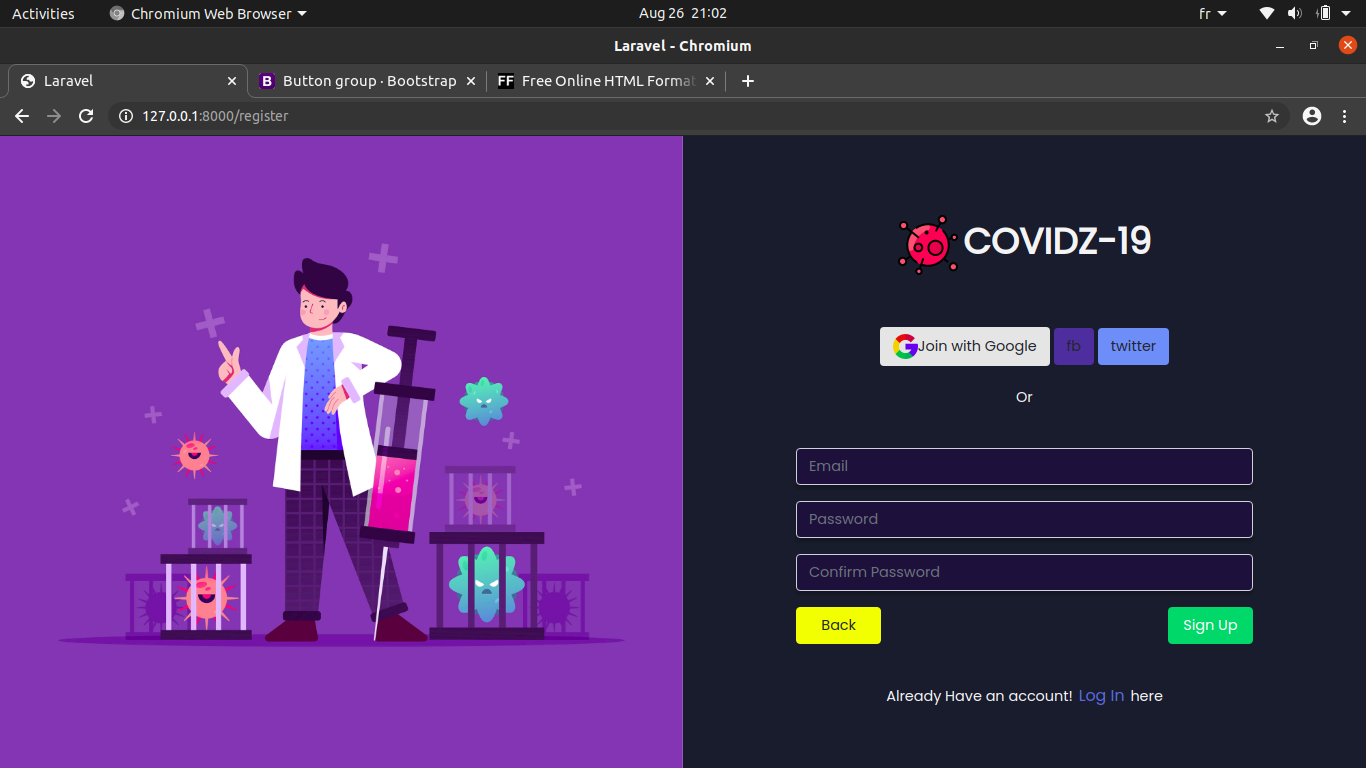 Activities Chromium Web Browser Aug 26 21:02 fr
Laravel - Chromium
Laravel Button group · Bootstrap Free Online HTML Format
127.0.0.1:8000/register
COVIDZ-19
Join with Google fb twitter
Or
Email
Password
Confirm Password
Back Sign Up
Already Have an account! Log In here